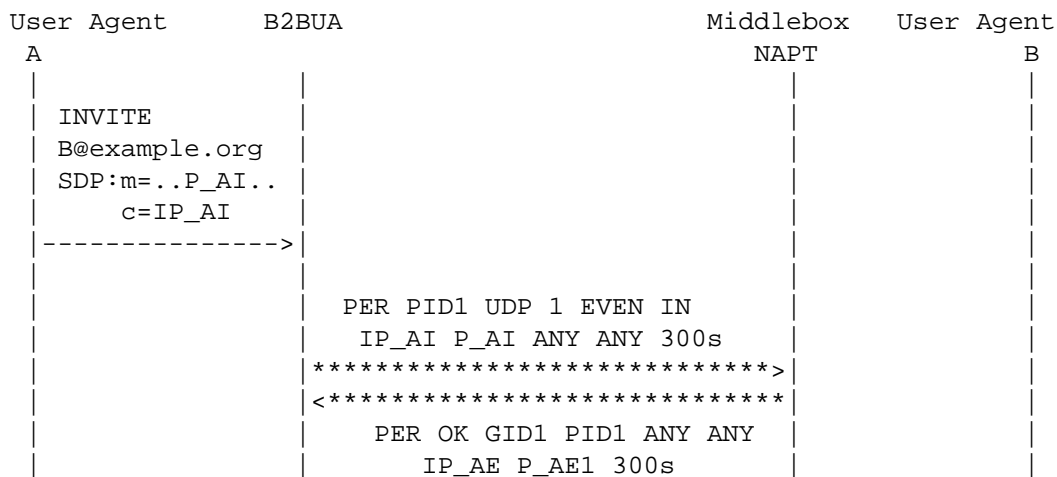 User Agent B2BUA Middlebox User Agent
A NAPT B
INVITE
B@example.org
SDP:m=..P_AI..
c=IP_AI
--------------->
PER PID1 UDP 1 EVEN IN
IP_AI P_AI ANY ANY 300s
*****************************>
<*****************************
PER OK GID1 PID1 ANY ANY
IP_AE P_AE1 300s